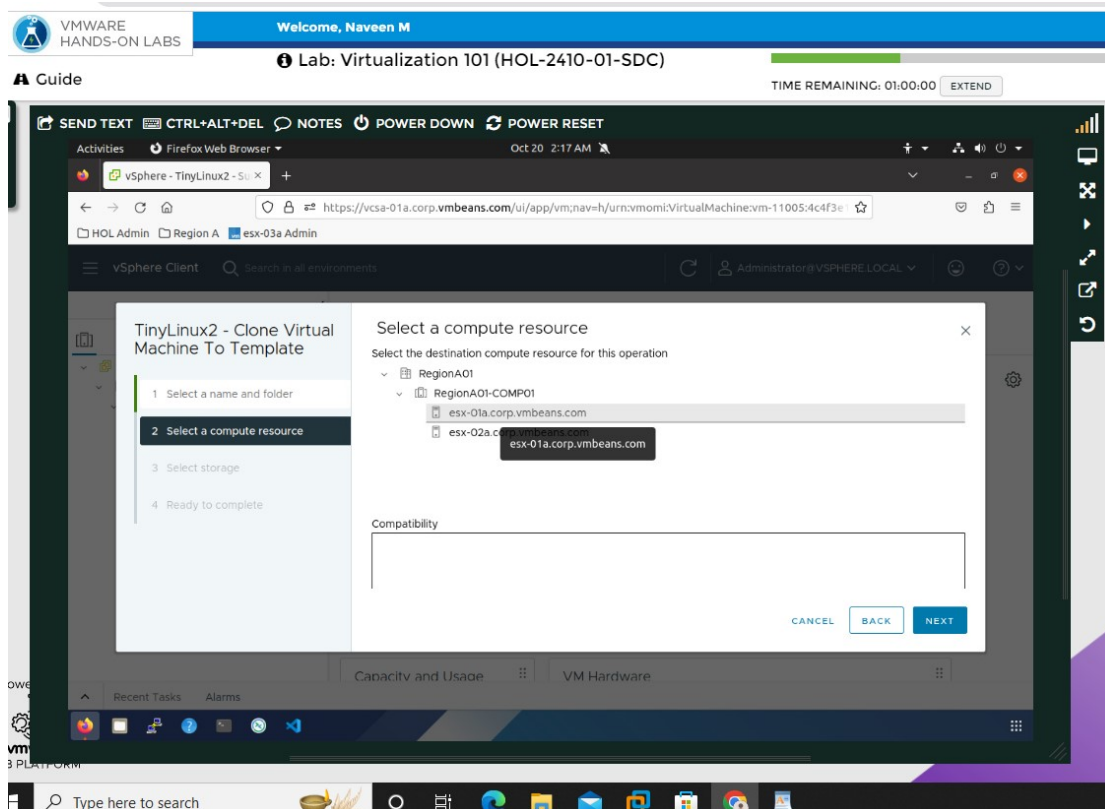 VMWARE
HANDS-ON LABS
Welcome, Naveen M
Guide
Lab: Virtualization 101 (HOL-2410-01-SDC)
TIME REMAINING: 01:00:00 EXTEND
SEND TEXT CTRL+ALT+DEL NOTES POWER DOWN POWER RESET
Activities Firefox Web Browser Oct 20 2:17 AM
vSphere - TinyLinux2 - Su
https://vcsa-01a.corp.vmbeans.com/ui/app/vm;nav=h/urn:vmomi:VirtualMachine:vm-11005:4c4f3e
HOL Admin Region A esx-03a Admin
vSphere Client Search in all environments Administrator@VSPHERE.LOCAL
TinyLinux2 - Clone Virtual
Machine To Template
1 Select a name and folder
2 Select a compute resource
3 Select storage
4 Ready to complete
Select a compute resource
Select the destination compute resource for this operation
RegionA01
RegionA01-COMP01
esx-01a.corp.vmbeans.com
esx-02a.corp.vmbeans.com
esx-01a.corp.vmbeans.com
Compatibility
CANCEL BACK NEXT
Capacity and Usage VM Hardware
Recent Tasks Alarms
Type here to search